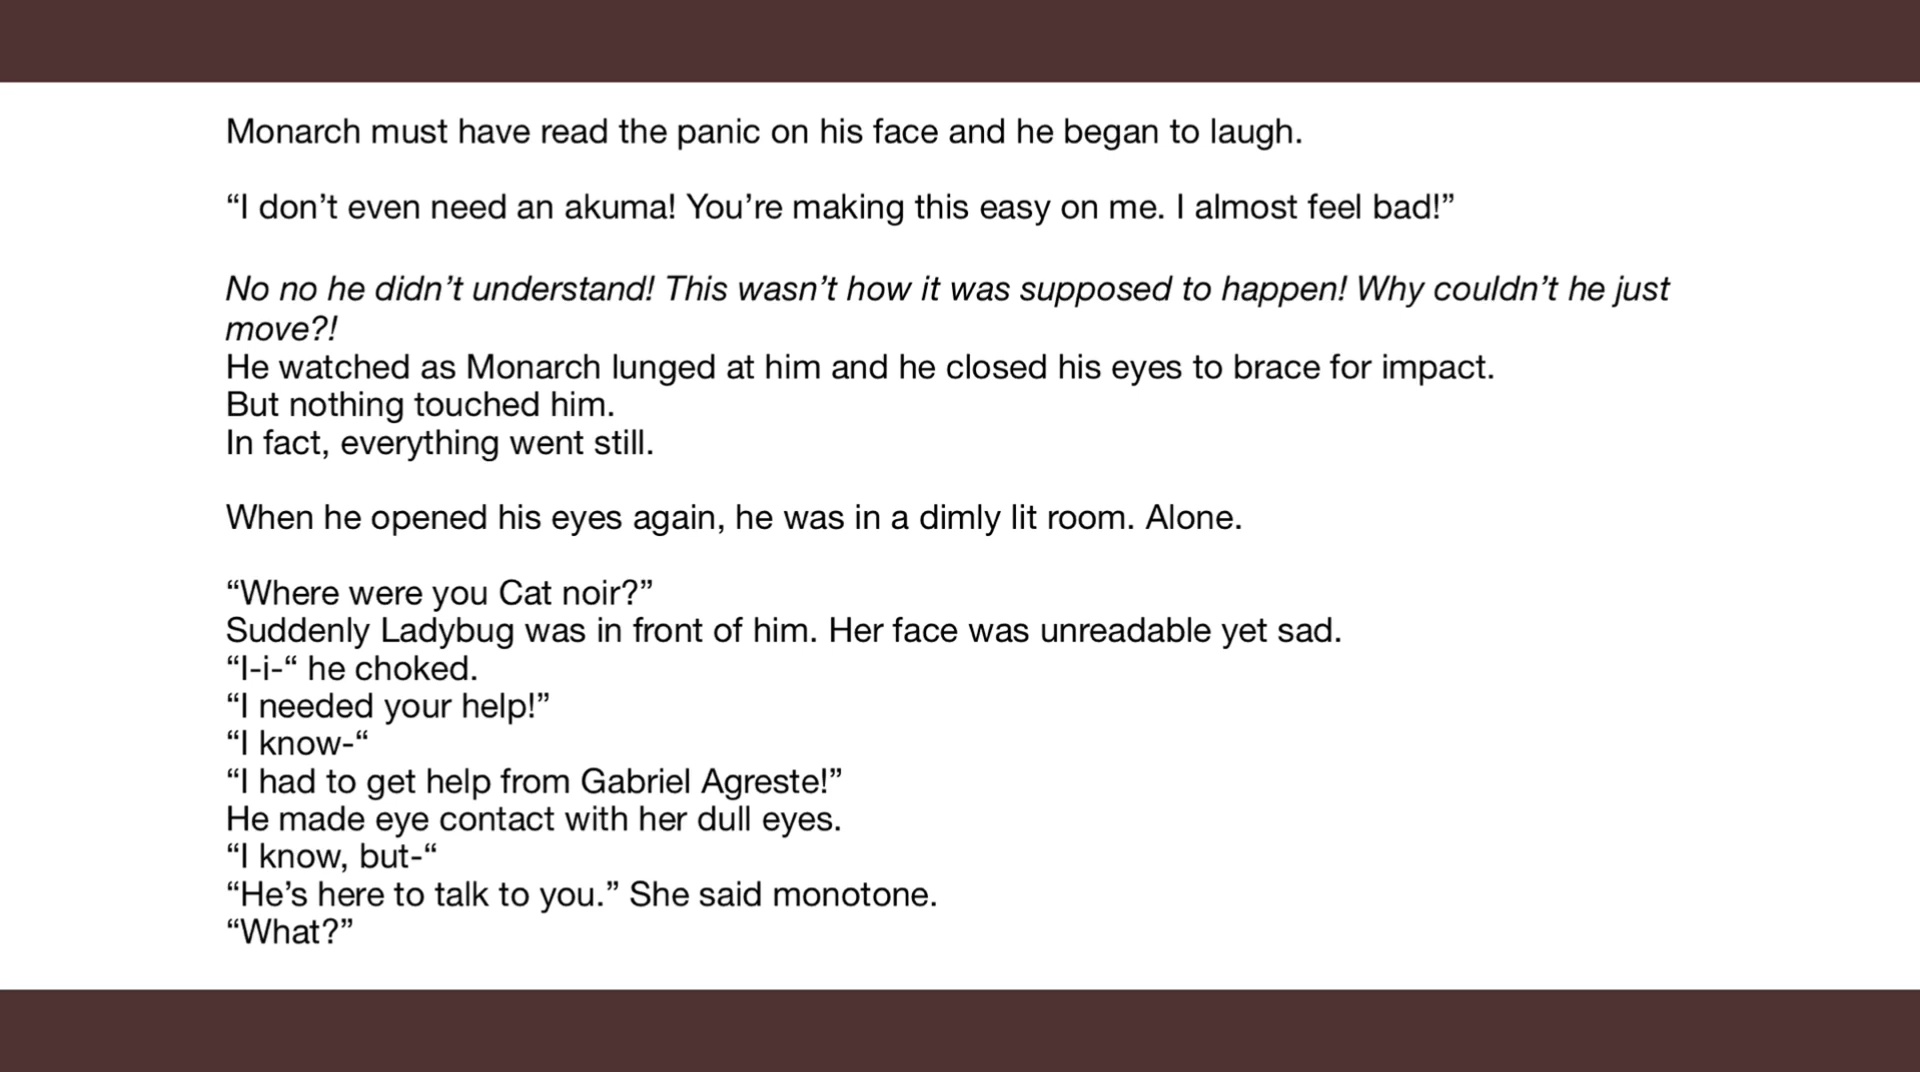 Monarch must have read the panic on his face and he began to laugh.
“I don’t even need an akuma! You’re making this easy on me. I almost feel bad!”
No no he didn’t understand! This wasn’t how it was supposed to happen! Why couldn’t he just
move?!
He watched as Monarch lunged at him and he closed his eyes to brace for impact.
But nothing touched him.
In fact, everything went still.
When he opened his eyes again, he was in a dimly lit room. Alone.
“Where were you Cat noir?”
Suddenly Ladybug was in front of him. Her face was unreadable yet sad.
“I-i-“ he choked.
“I needed your help!”
“I know-“
“I had to get help from Gabriel Agreste!”
He made eye contact with her dull eyes.
“I know, but-“
“He’s here to talk to you.” She said monotone.
“What?”